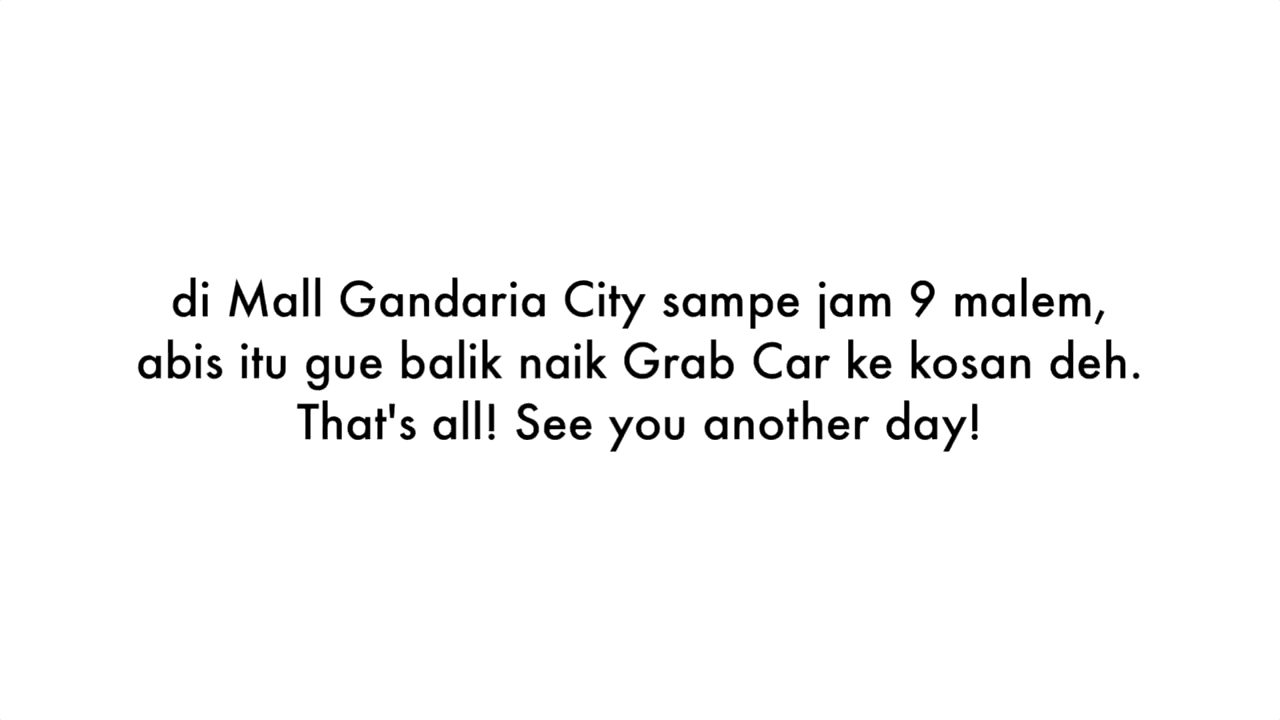 di Mall Gandaria City sampe jam 9 malem,
abis itu gue balik naik Grab Car ke kosan deh.
That's all! See you another day!